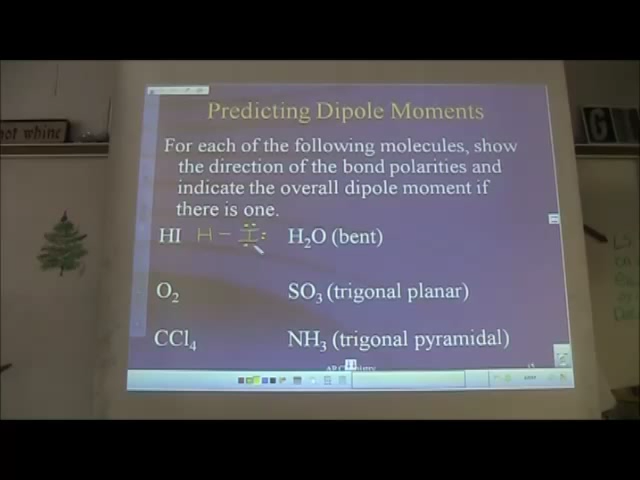 Predicting Dipole Moments
For each of the following molecules, show
the direction of the bond polarities and
indicate the overall dipole moment if
there is one.
HI H – I H₂O (bent)
O₂ SO₃ (trigonal planar)
CCl₄ NH₃ (trigonal pyramidal)
whine
G